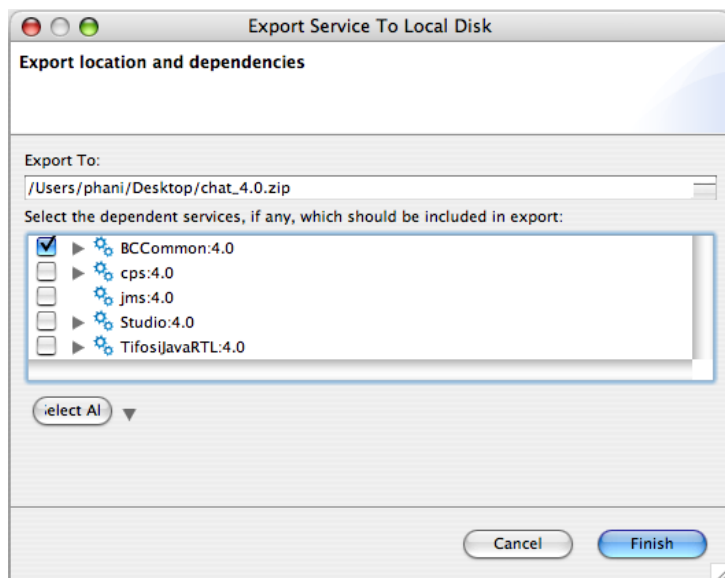 Export Service To Local Disk
Export location and dependencies
Export To:
/Users/phani/Desktop/chat_4.0.zip
Select the dependent services, if any, which should be included in export:
BCCommon:4.0
cps:4.0
jms:4.0
Studio:4.0
TifosiJavaRTL:4.0
Select Al
Cancel
Finish